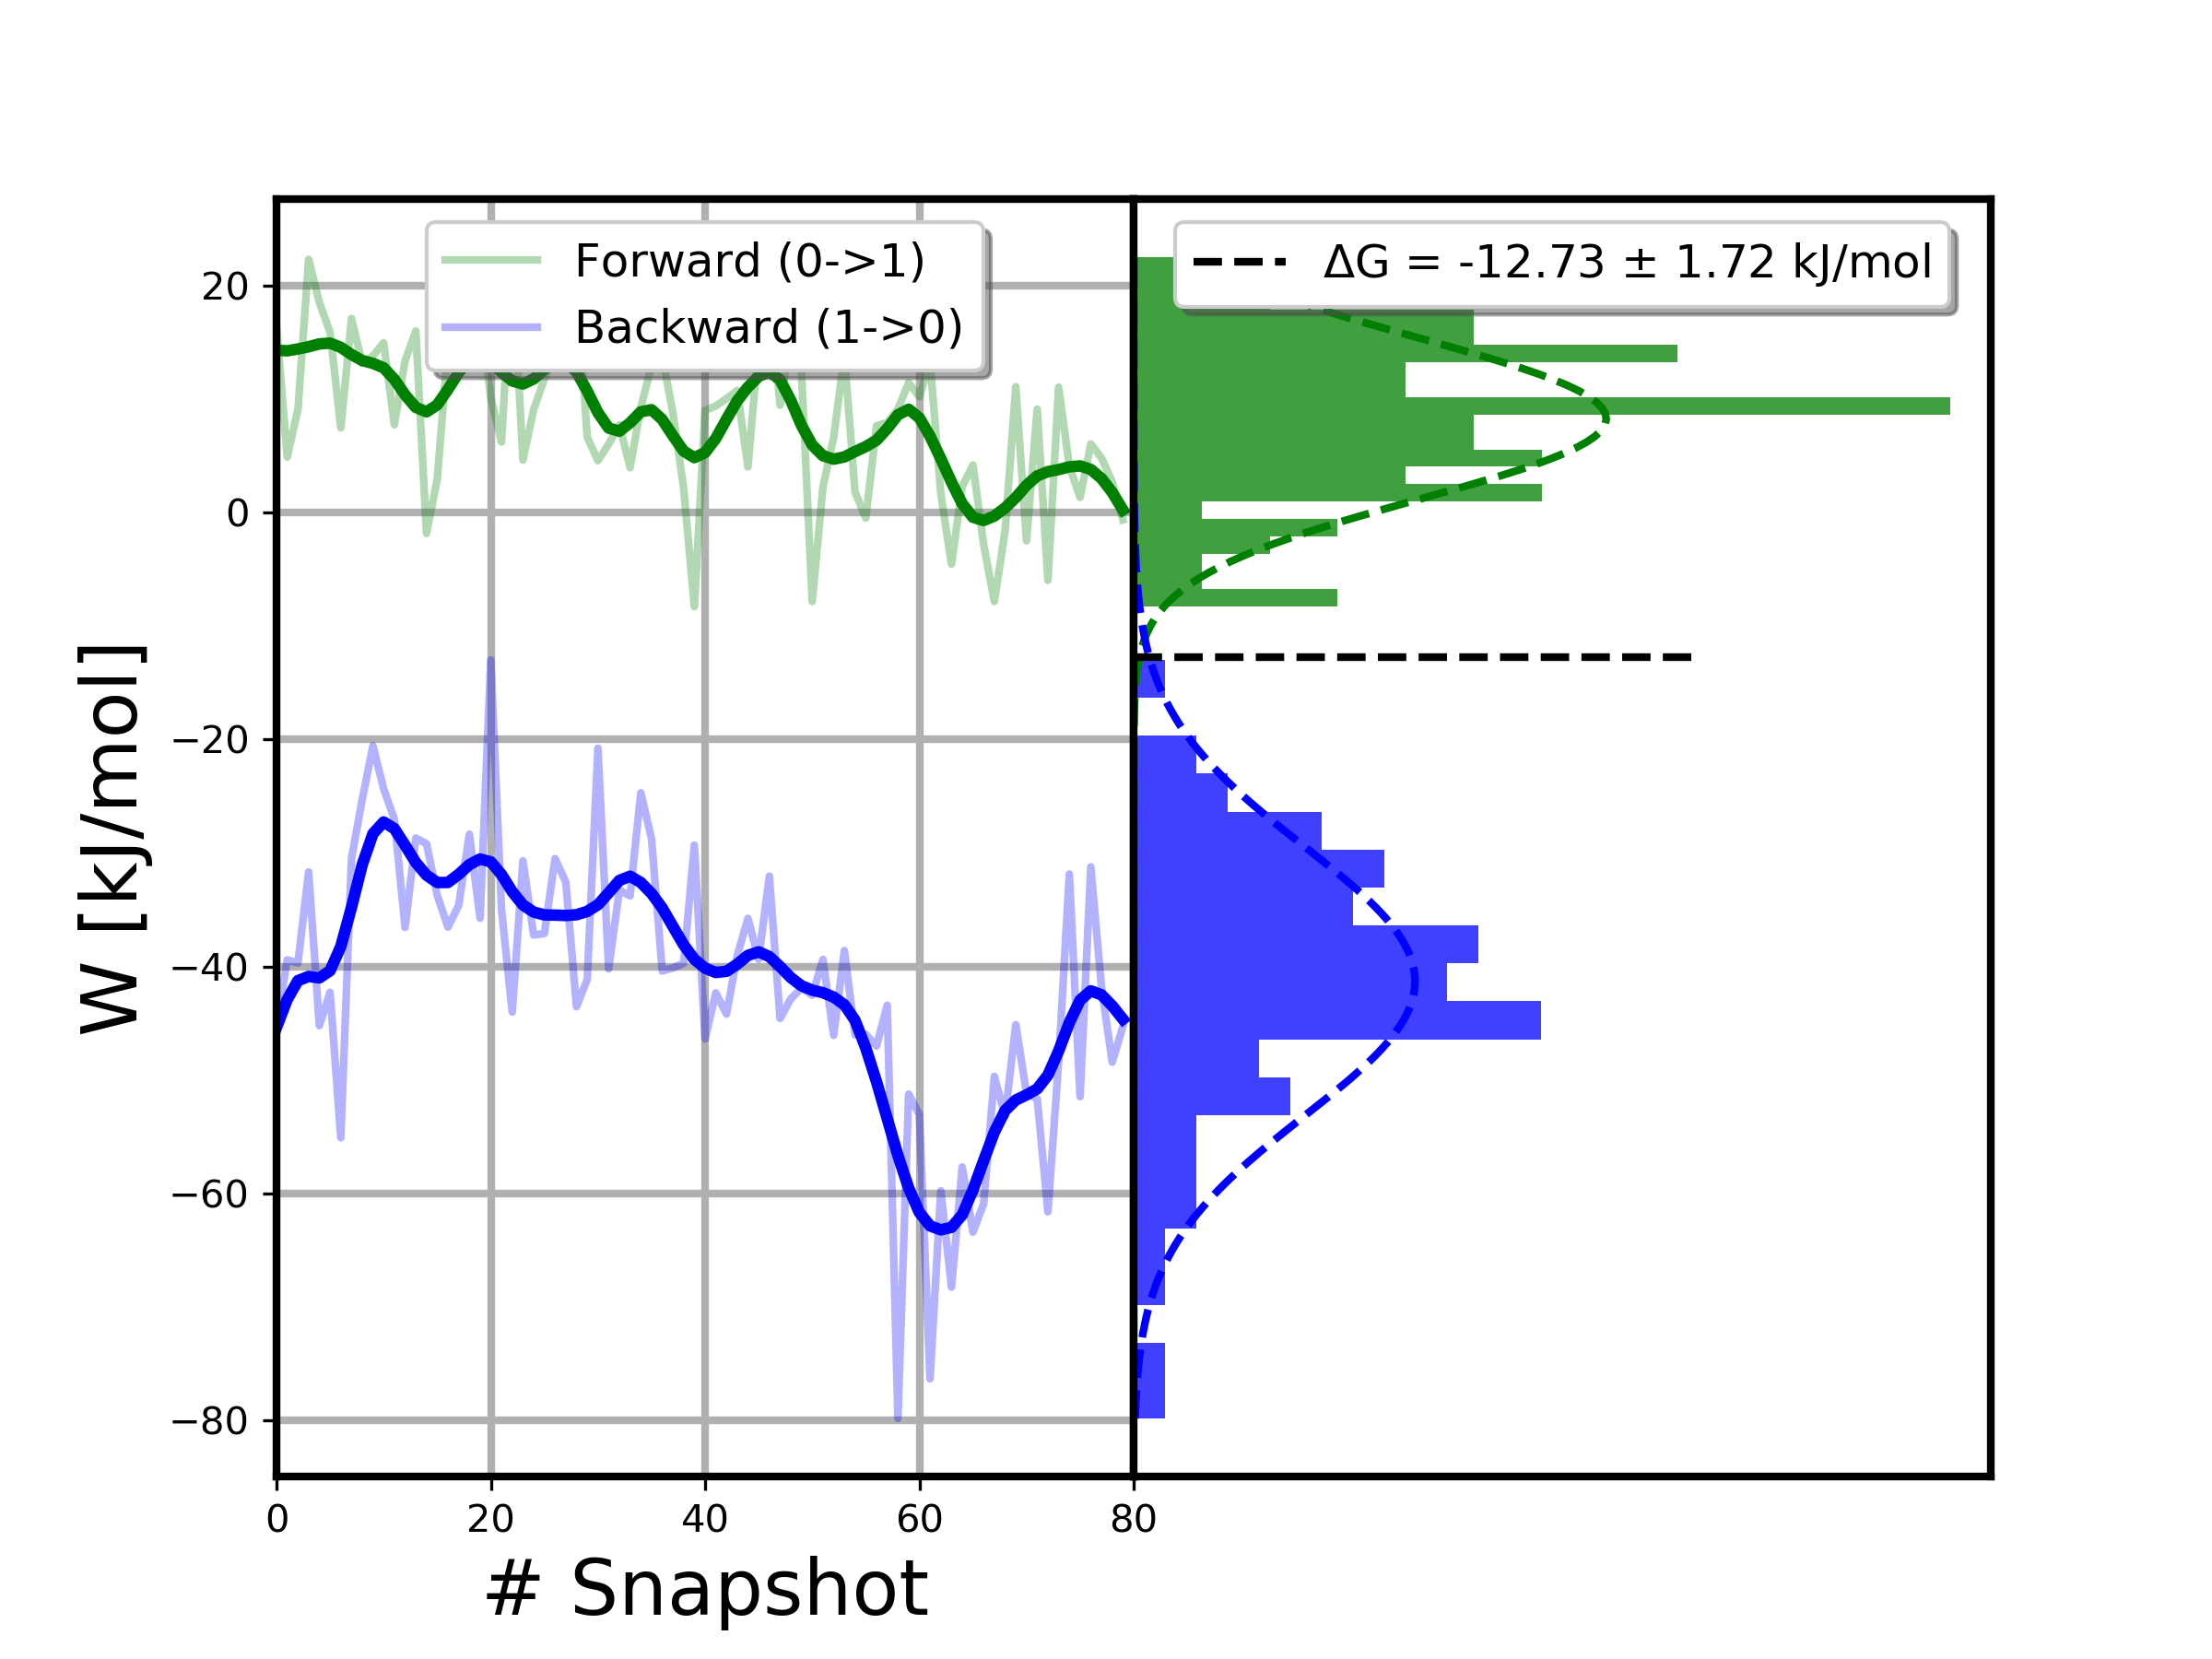 Forward (0->1)
Backward (1->0)
ΔG = -12.73 ± 1.72 kJ/mol
20
0
−20
−40
−60
−80
W [kJ/mol]
0 20 40 60 80
# Snapshot